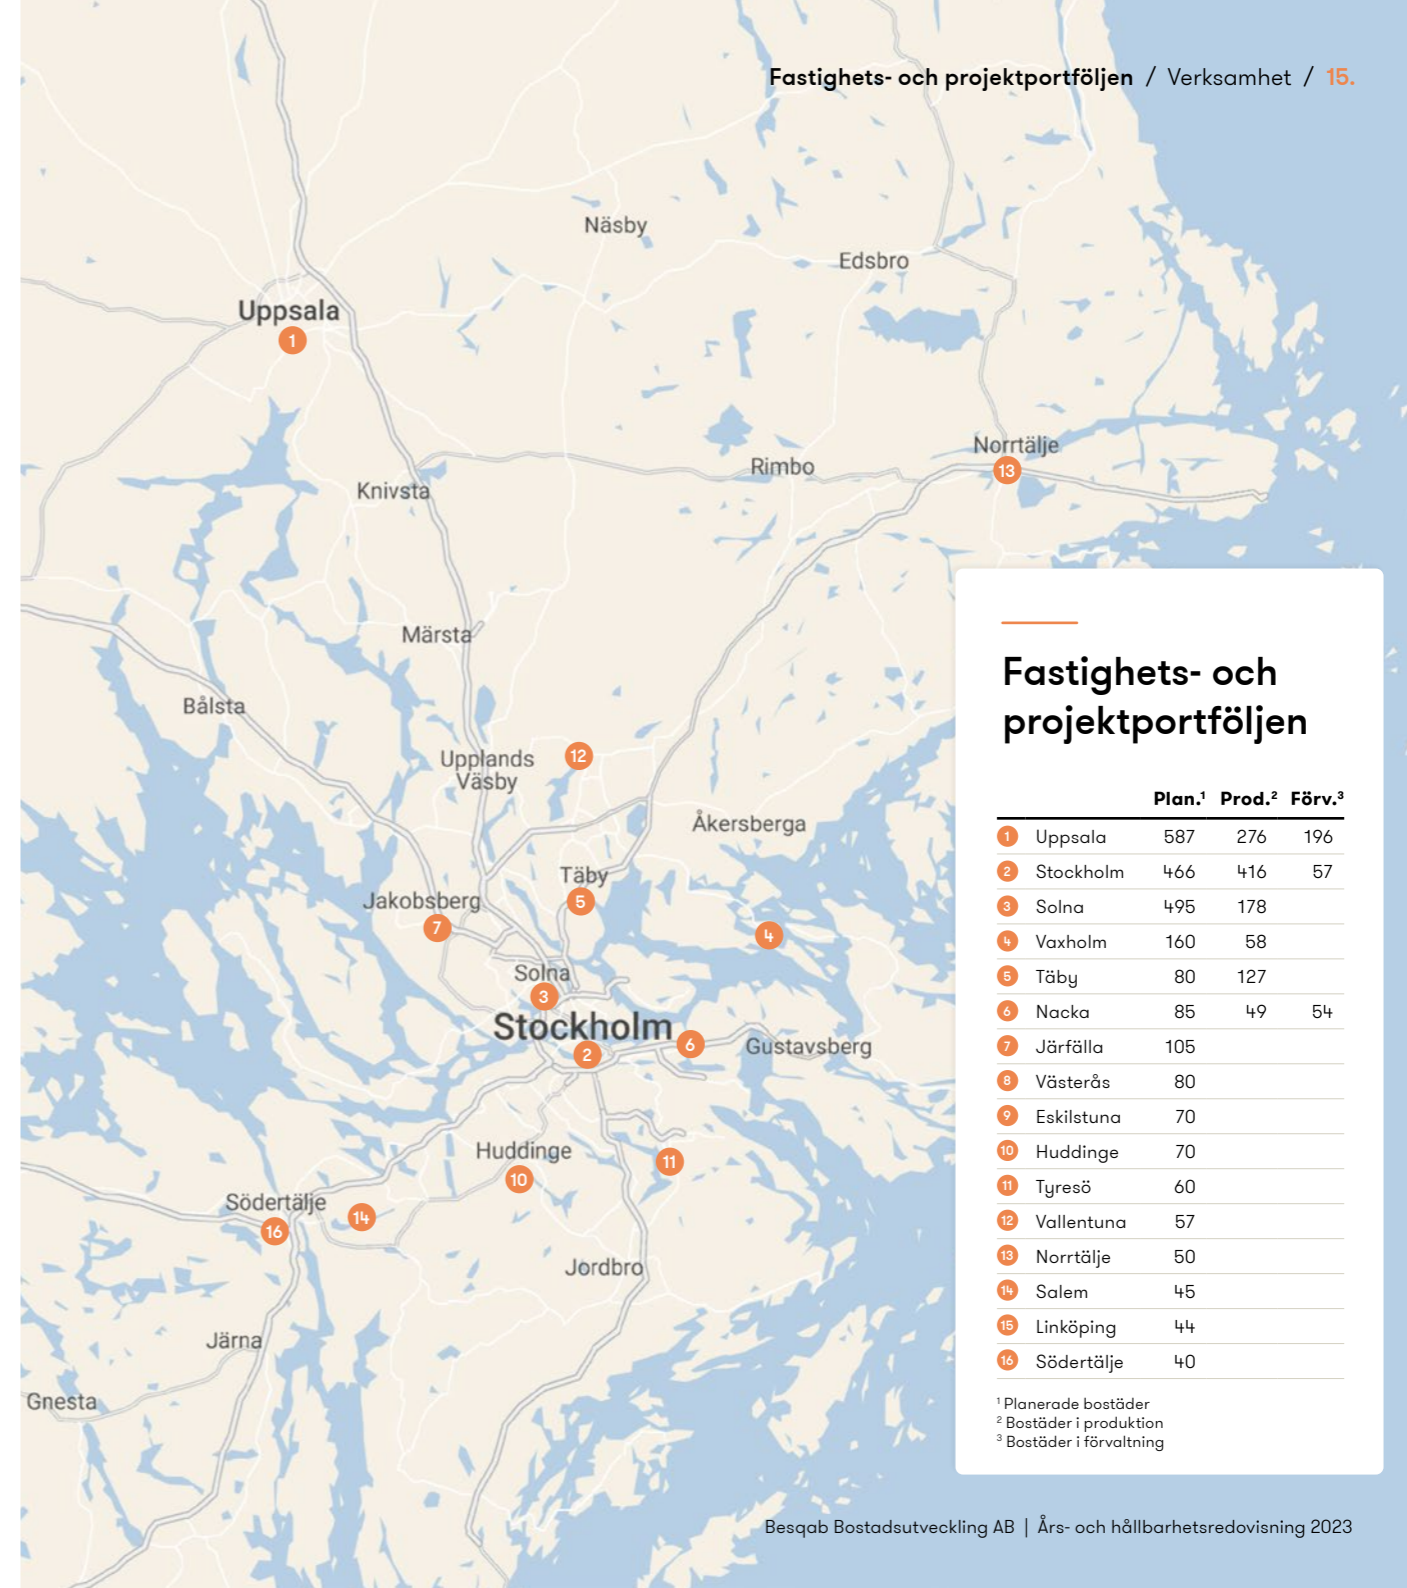 Fastighets- och projektportföljen / Verksamhet / 15.
Näsby
Edsbro
Uppsala
1
Norrtälje
13
Rimbo
Knivsta
Märsta
Bålsta
Upplands
Väsby
12
Åkersberga
Täby
5
Jakobsberg
7
4
Solna
3
Stockholm
2
6
Gustavsberg
Huddinge
10
11
Södertälje
16
14
Jordbro
Järna
Gnesta
Fastighets- och
projektportföljen
Plan.¹ Prod.² Förv.³
1 Uppsala 587 276 196
2 Stockholm 466 416 57
3 Solna 495 178
4 Vaxholm 160 58
5 Täby 80 127
6 Nacka 85 49 54
7 Järfälla 105
8 Västerås 80
9 Eskilstuna 70
10 Huddinge 70
11 Tyresö 60
12 Vallentuna 57
13 Norrtälje 50
14 Salem 45
15 Linköping 44
16 Södertälje 40
¹ Planerade bostäder
² Bostäder i produktion
³ Bostäder i förvaltning
Besqab Bostadsutveckling AB | Års- och hållbarhetsredovisning 2023